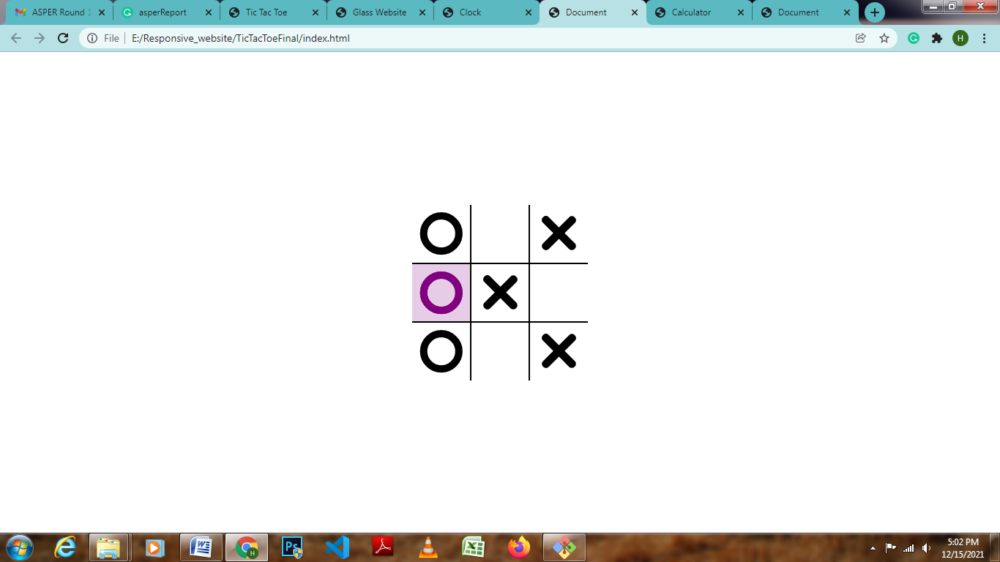 ASPER Round 1
asperReport
Tic Tac Toe
Glass Website
Clock
Document
Calculator
Document
File
E:/Responsive_website/TicTacToeFinal/index.html
H
O X
O X
O X
W
H
Ps
5:02 PM
12/15/2021